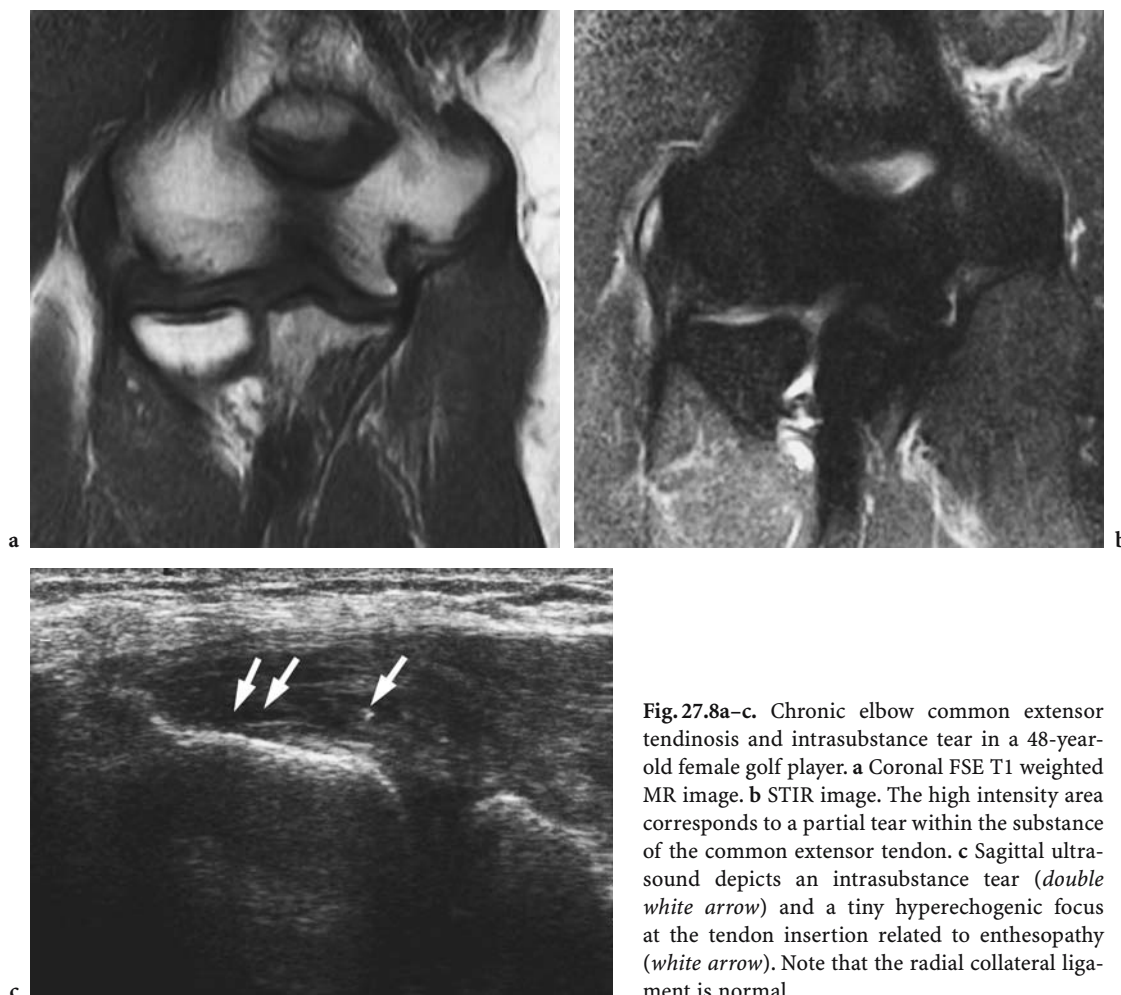 a
b
c
Fig. 27.8a–c. Chronic elbow common extensor
tendinosis and intrasubstance tear in a 48-year-
old female golf player. a Coronal FSE T1 weighted
MR image. b STIR image. The high intensity area
corresponds to a partial tear within the substance
of the common extensor tendon. c Sagittal ultra-
sound depicts an intrasubstance tear (double
white arrow) and a tiny hyperechogenic focus
at the tendon insertion related to enthesopathy
(white arrow). Note that the radial collateral liga-
ment is normal